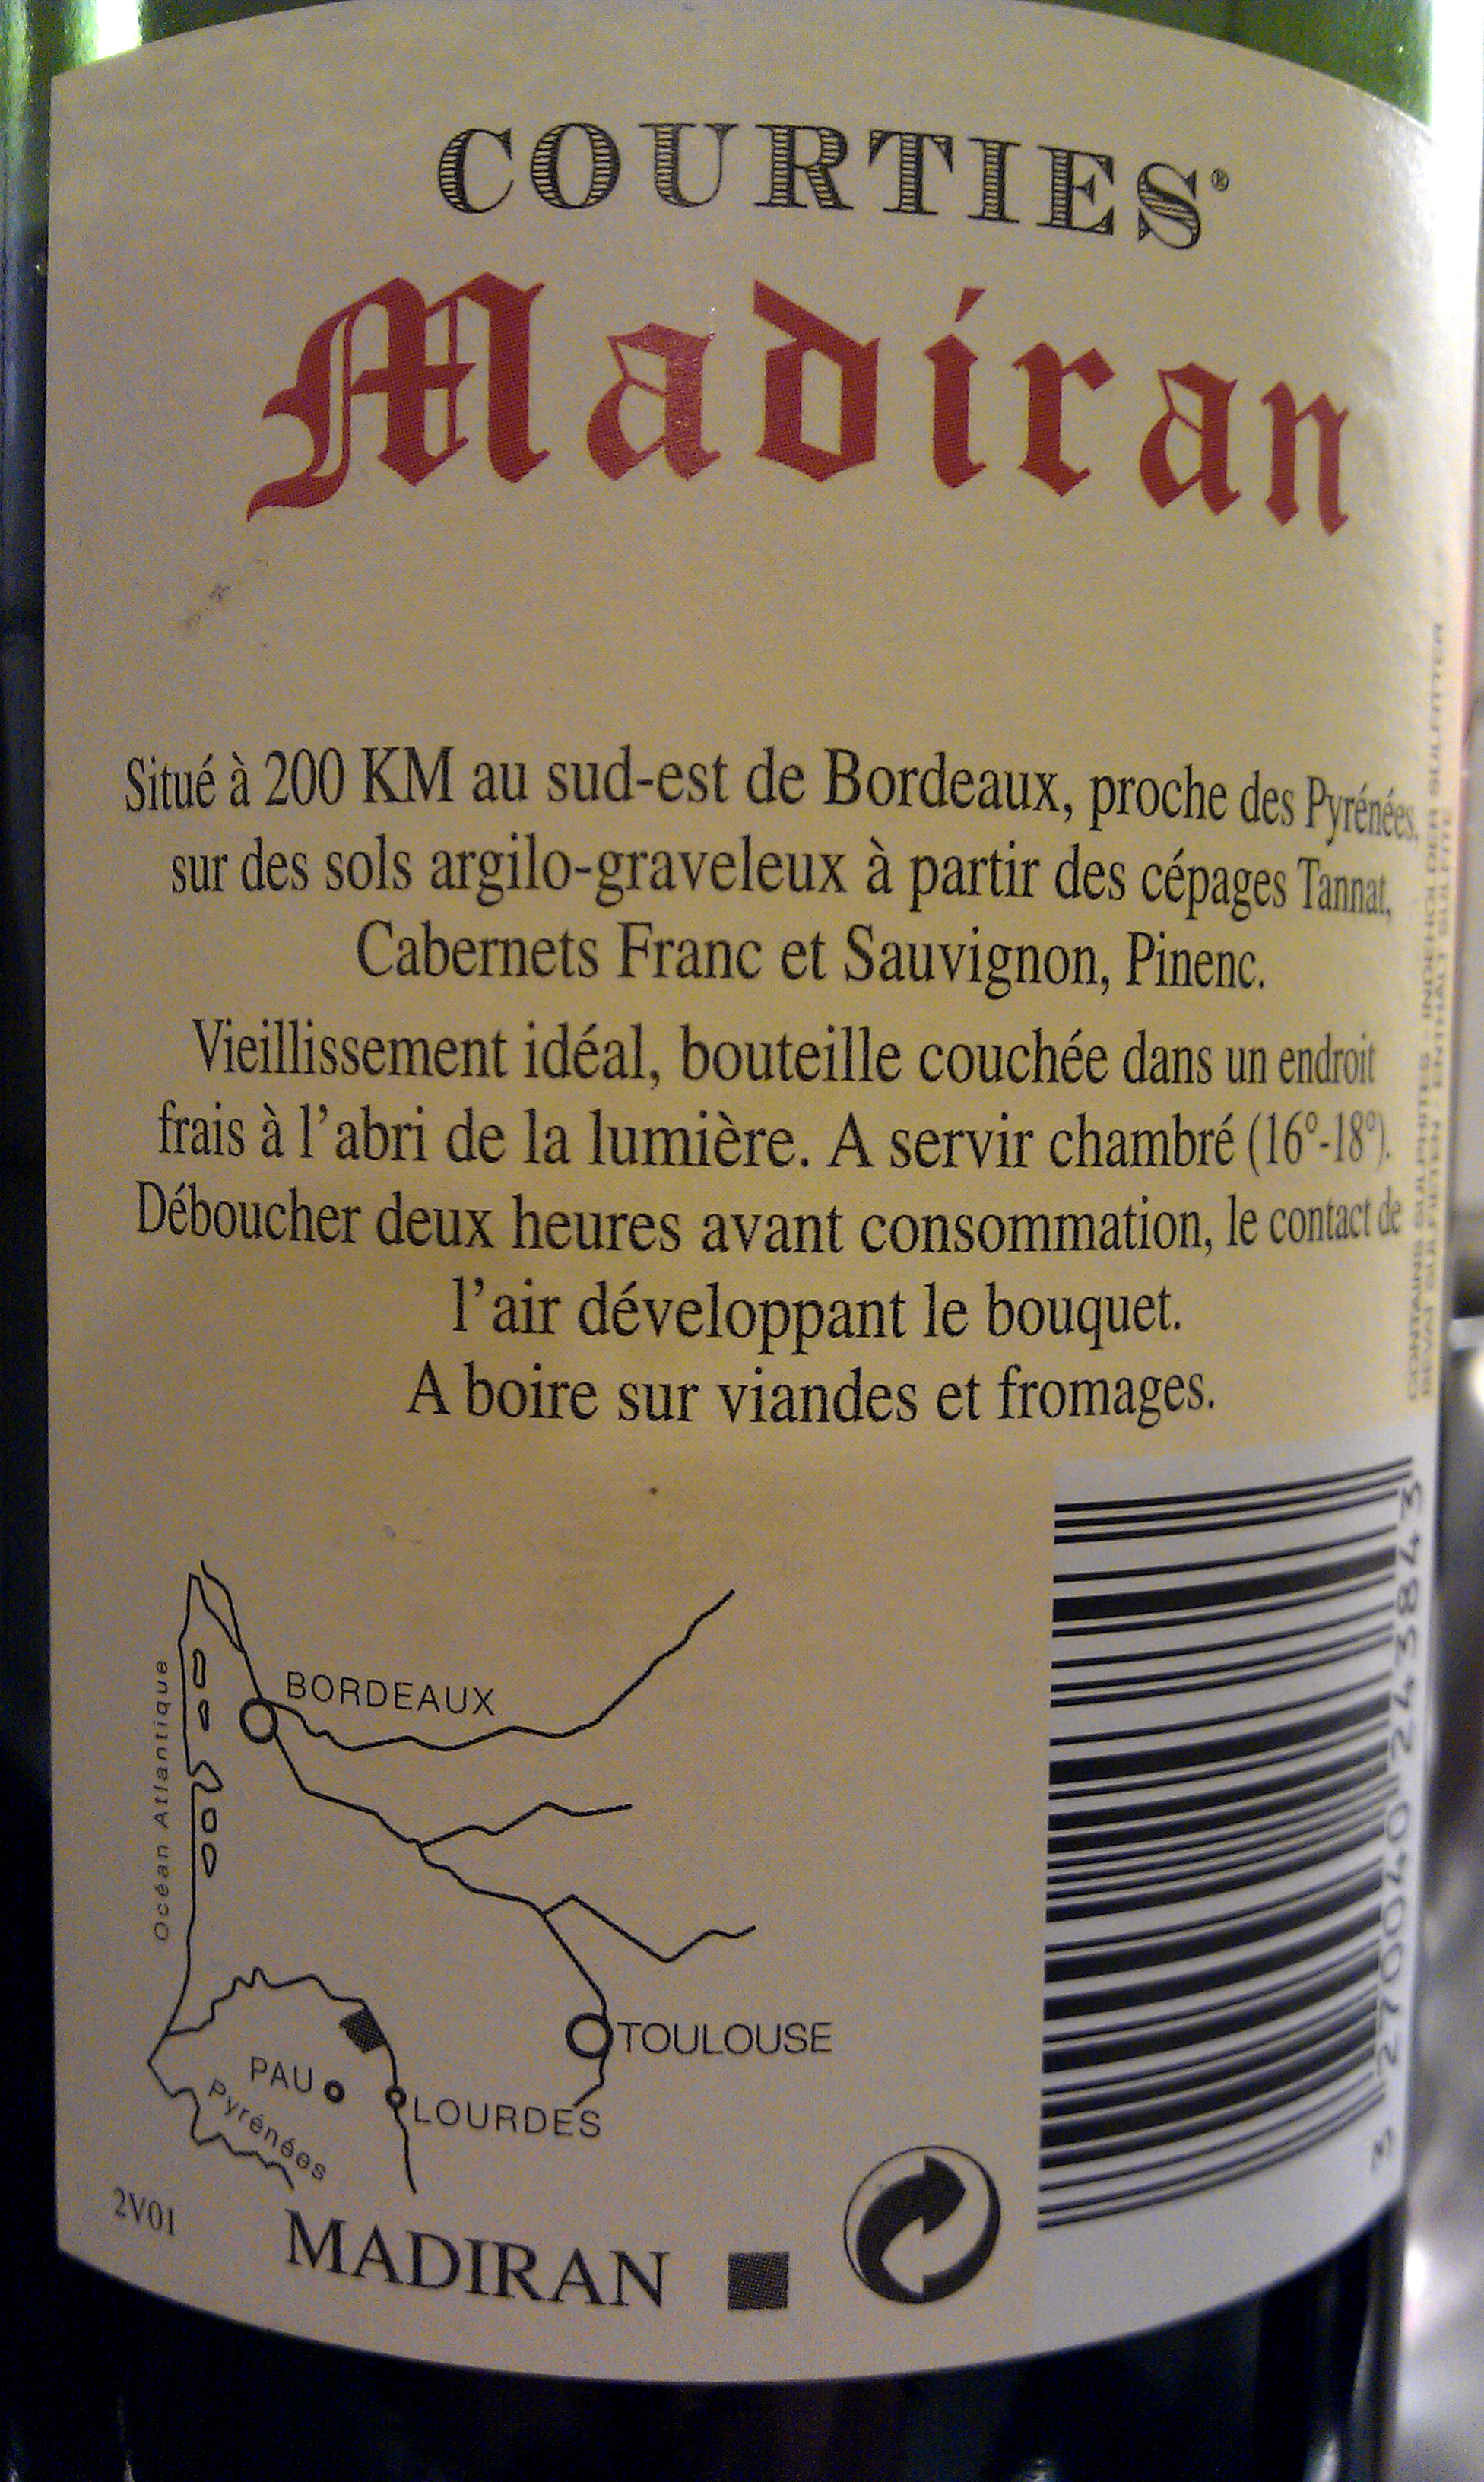 COURTIES®
Madiran
Situé à 200 KM au sud-est de Bordeaux, proche des Pyrénées,
sur des sols argilo-graveleux à partir des cépages Tannat,
Cabernets Franc et Sauvignon, Pinenc.
Vieillissement idéal, bouteille couchée dans un endroit
frais à l'abri de la lumière. A servir chambré (16°-18°).
Déboucher deux heures avant consommation, le contact de
l'air développant le bouquet.
A boire sur viandes et fromages.
BORDEAUX
Océan Atlantique
TOULOUSE
PAU
LOURDES
Pyrénées
2V01
MADIRAN
3 270040 243843